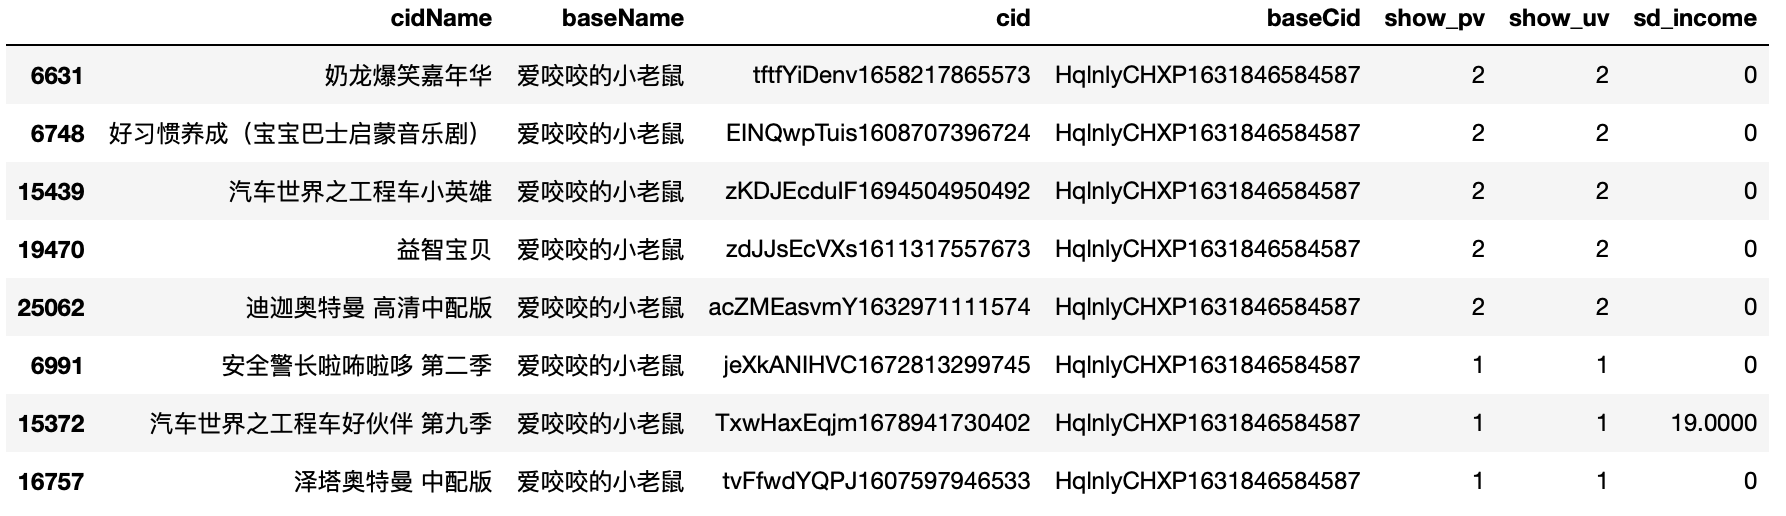 cidName baseName cid baseCid show_pv show_uv sd_income
6631 奶龙爆笑嘉年华 爱咬咬的小老鼠 tftfYiDenv1658217865573 HqlnlyCHXP1631846584587 2 2 0
6748 好习惯养成（宝宝巴士启蒙音乐剧） 爱咬咬的小老鼠 EINQwpTuis1608707396724 HqlnlyCHXP1631846584587 2 2 0
15439 汽车世界之工程车小英雄 爱咬咬的小老鼠 zKDJEcduIF1694504950492 HqlnlyCHXP1631846584587 2 2 0
19470 益智宝贝 爱咬咬的小老鼠 zdJJsEcVXs1611317557673 HqlnlyCHXP1631846584587 2 2 0
25062 迪迦奥特曼 高清中配版 爱咬咬的小老鼠 acZMEasvmY1632971111574 HqlnlyCHXP1631846584587 2 2 0
6991 安全警长啦咘啦哆 第二季 爱咬咬的小老鼠 jeXkANIHVC1672813299745 HqlnlyCHXP1631846584587 1 1 0
15372 汽车世界之工程车好伙伴 第九季 爱咬咬的小老鼠 TxwHaxEqjm1678941730402 HqlnlyCHXP1631846584587 1 1 19.0000
16757 泽塔奥特曼 中配版 爱咬咬的小老鼠 tvFfwdYQPJ1607597946533 HqlnlyCHXP1631846584587 1 1 0